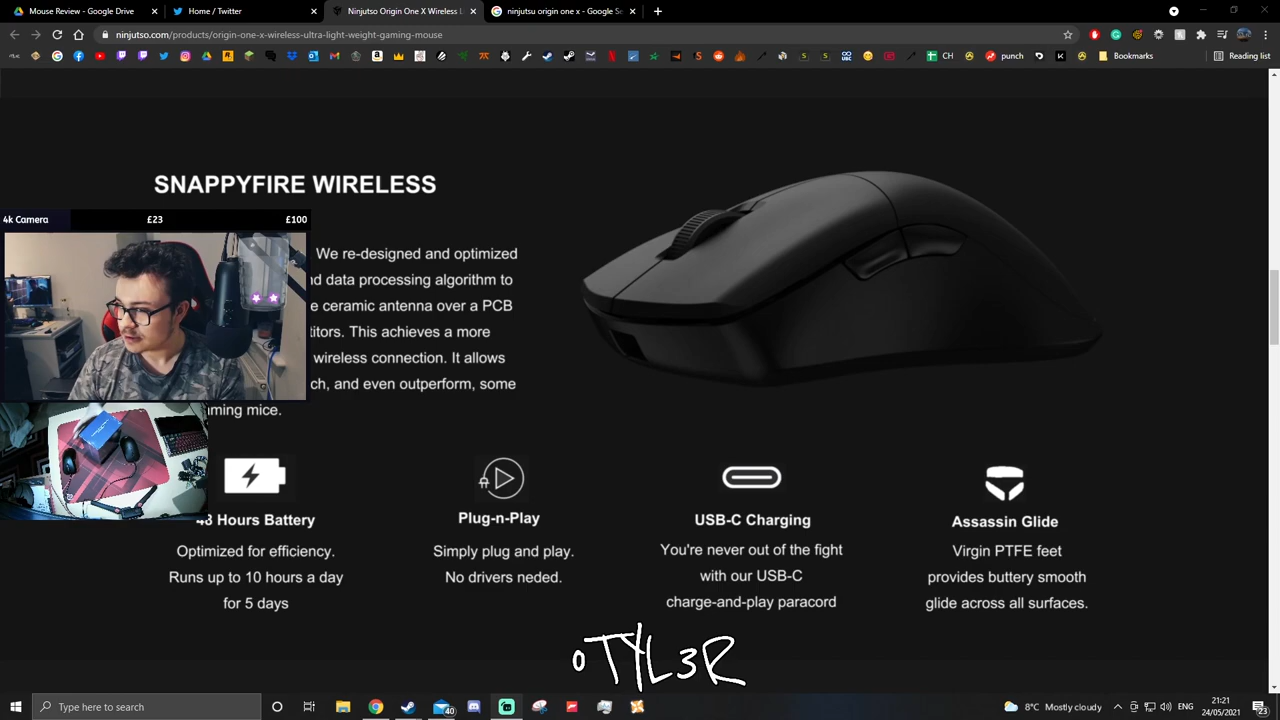 Mouse Review - Google Drive
Home / Twitter
Ninjutso Origin One X Wireless
ninjutso origin one x - Google Se
ninjutso.com/products/origin-one-x-wireless-ultra-light-weight-gaming-mouse
CH
punch
Bookmarks
Reading list
SNAPPYFIRE WIRELESS
4k Camera £23 £100
We re-designed and optimized
data processing algorithm to
ceramic antenna over a PCB
This achieves a more
wireless connection. It allows
and even outperform, some
mice.
48 Hours Battery
Optimized for efficiency.
Runs up to 10 hours a day
for 5 days
Plug-n-Play
Simply plug and play.
No drivers neded.
USB-C Charging
You're never out of the fight
with our USB-C
charge-and-play paracord
Assassin Glide
Virgin PTFE feet
provides buttery smooth
glide across all surfaces.
oTYL3R
Type here to search
40
8°C Mostly cloudy
ENG
21:21
24/05/2021
23